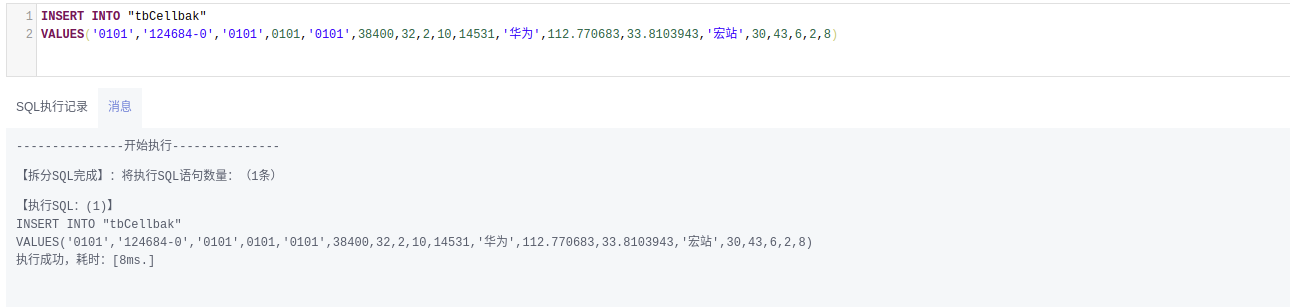 1 INSERT INTO "tbCellbak"
2 VALUES('0101','124684-0','0101',0101,'0101',38400,32,2,10,14531,'华为',112.770683,33.8103943,'宏站',30,43,6,2,8)
SQL执行记录 消息
---------------开始执行---------------
【拆分SQL完成】：将执行SQL语句数量：（1条）
【执行SQL：(1)】
INSERT INTO "tbCellbak"
VALUES('0101','124684-0','0101',0101,'0101',38400,32,2,10,14531,'华为',112.770683,33.8103943,'宏站',30,43,6,2,8)
执行成功，耗时：[8ms.]